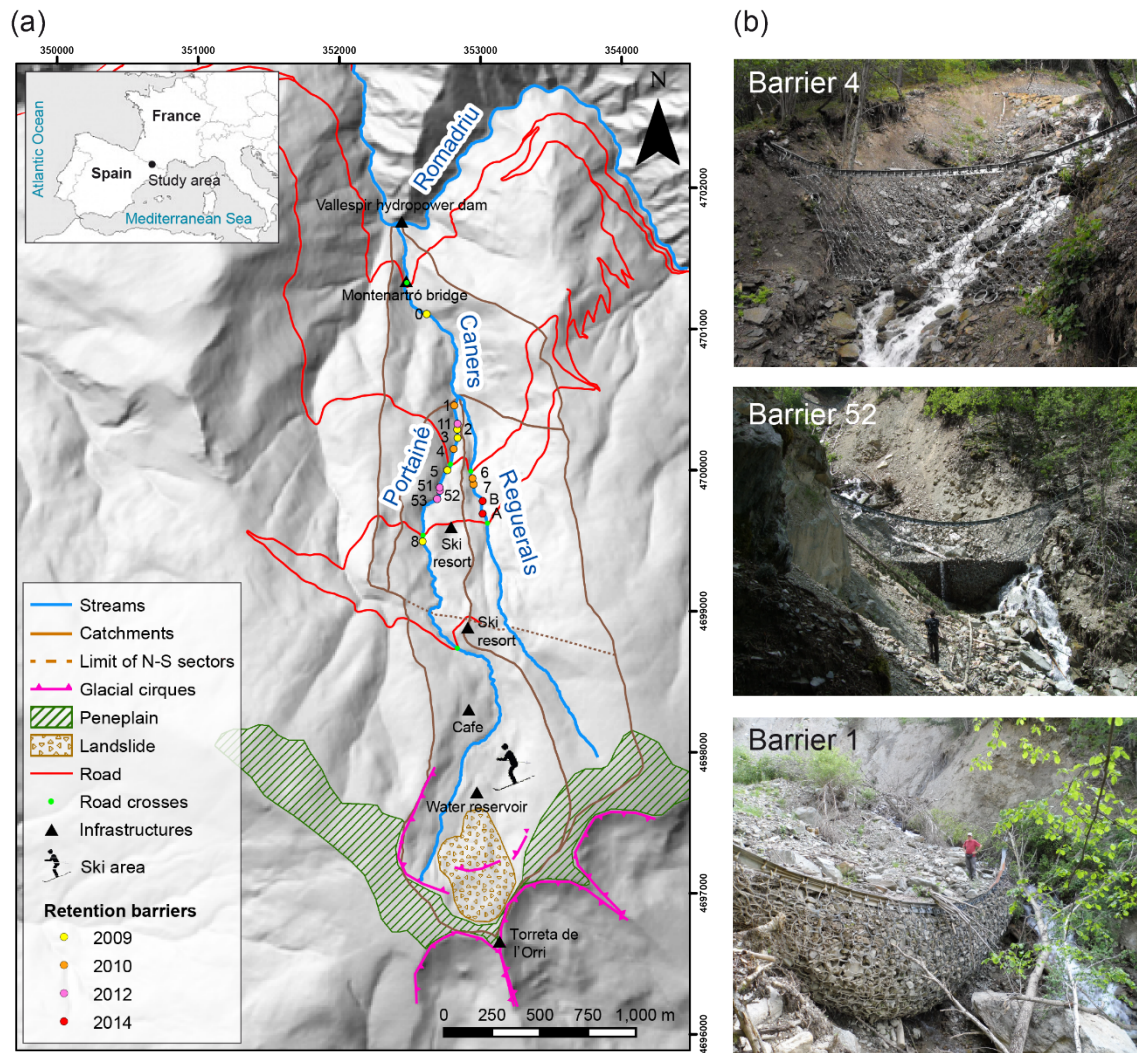 (a)
(b)
350000
351000
352000
353000
354000
N
France
Spain
Study area
Atlantic Ocean
Mediterranean Sea
4702000
4701000
4700000
4699000
4698000
4697000
4696000
Romadriu
Vallespir hydropower dam
Montenartró bridge
0
Caners
1
11
2
3
4
5
6
7
51
52
53
B
A
8
Portainé
Reguerals
Ski
resort
Ski
resort
Cafe
Water reservoir
Torreta de
l'Orri
Streams
Catchments
Limit of N-S sectors
Glacial cirques
Peneplain
Landslide
Road
Road crosses
Infrastructures
Ski area
Retention barriers
2009
2010
2012
2014
0 250 500 750 1,000 m
Barrier 4
Barrier 52
Barrier 1